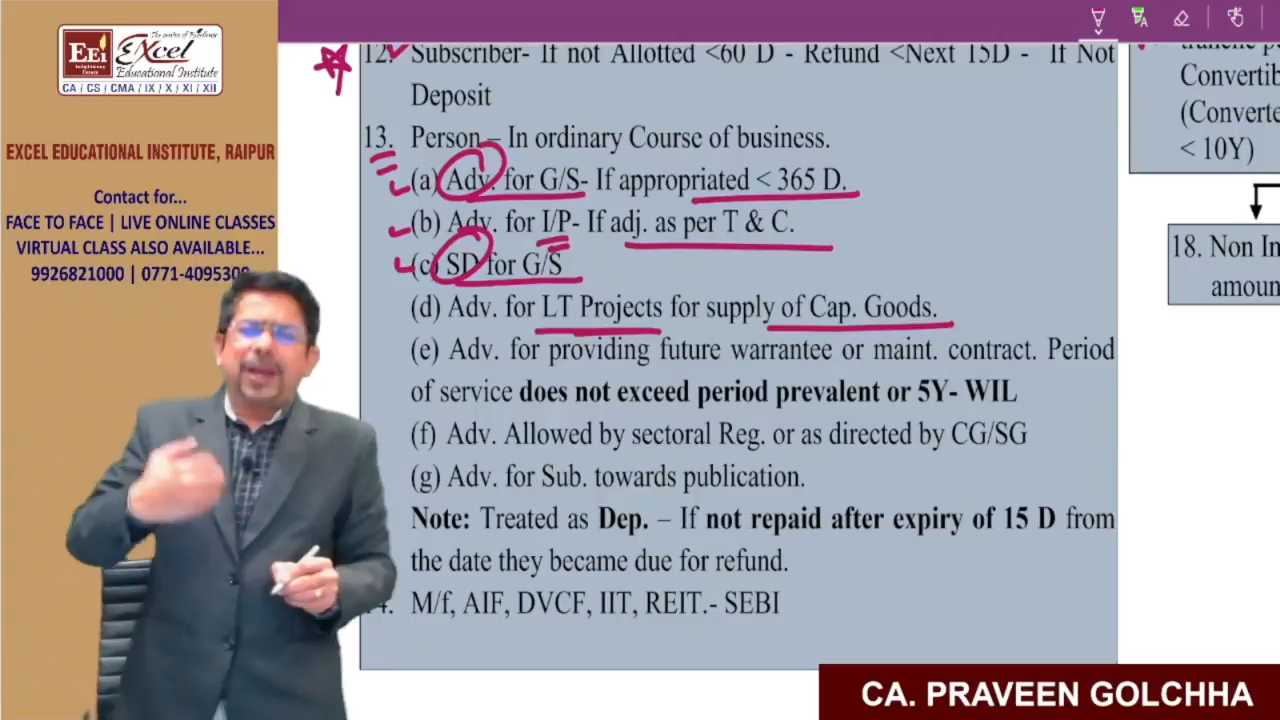 The centre of Excellence
EEi
Enlightening Future
Excel
Educational Institute
CA / CS / CMA / IX / X / XI / XII
EXCEL EDUCATIONAL INSTITUTE, RAIPUR
Contact for...
FACE TO FACE | LIVE ONLINE CLASSES
VIRTUAL CLASS ALSO AVAILABLE...
9926821000 | 0771-409530
12. Subscriber- If not Allotted <60 D - Refund <Next 15D - If Not
Deposit
13. Person – In ordinary Course of business.
(a) Adv. for G/S- If appropriated < 365 D.
(b) Adv. for I/P- If adj. as per T & C.
(c) SD for G/S
(d) Adv. for LT Projects for supply of Cap. Goods.
(e) Adv. for providing future warrantee or maint. contract. Period
of service does not exceed period prevalent or 5Y- WIL
(f) Adv. Allowed by sectoral Reg. or as directed by CG/SG
(g) Adv. for Sub. towards publication.
Note: Treated as Dep. – If not repaid after expiry of 15 D from
the date they became due for refund.
4. M/f, AIF, DVCF, IIT, REIT.- SEBI
Convertib
(Converte
< 10Y)
18. Non In
amoun
CA. PRAVEEN GOLCHHA